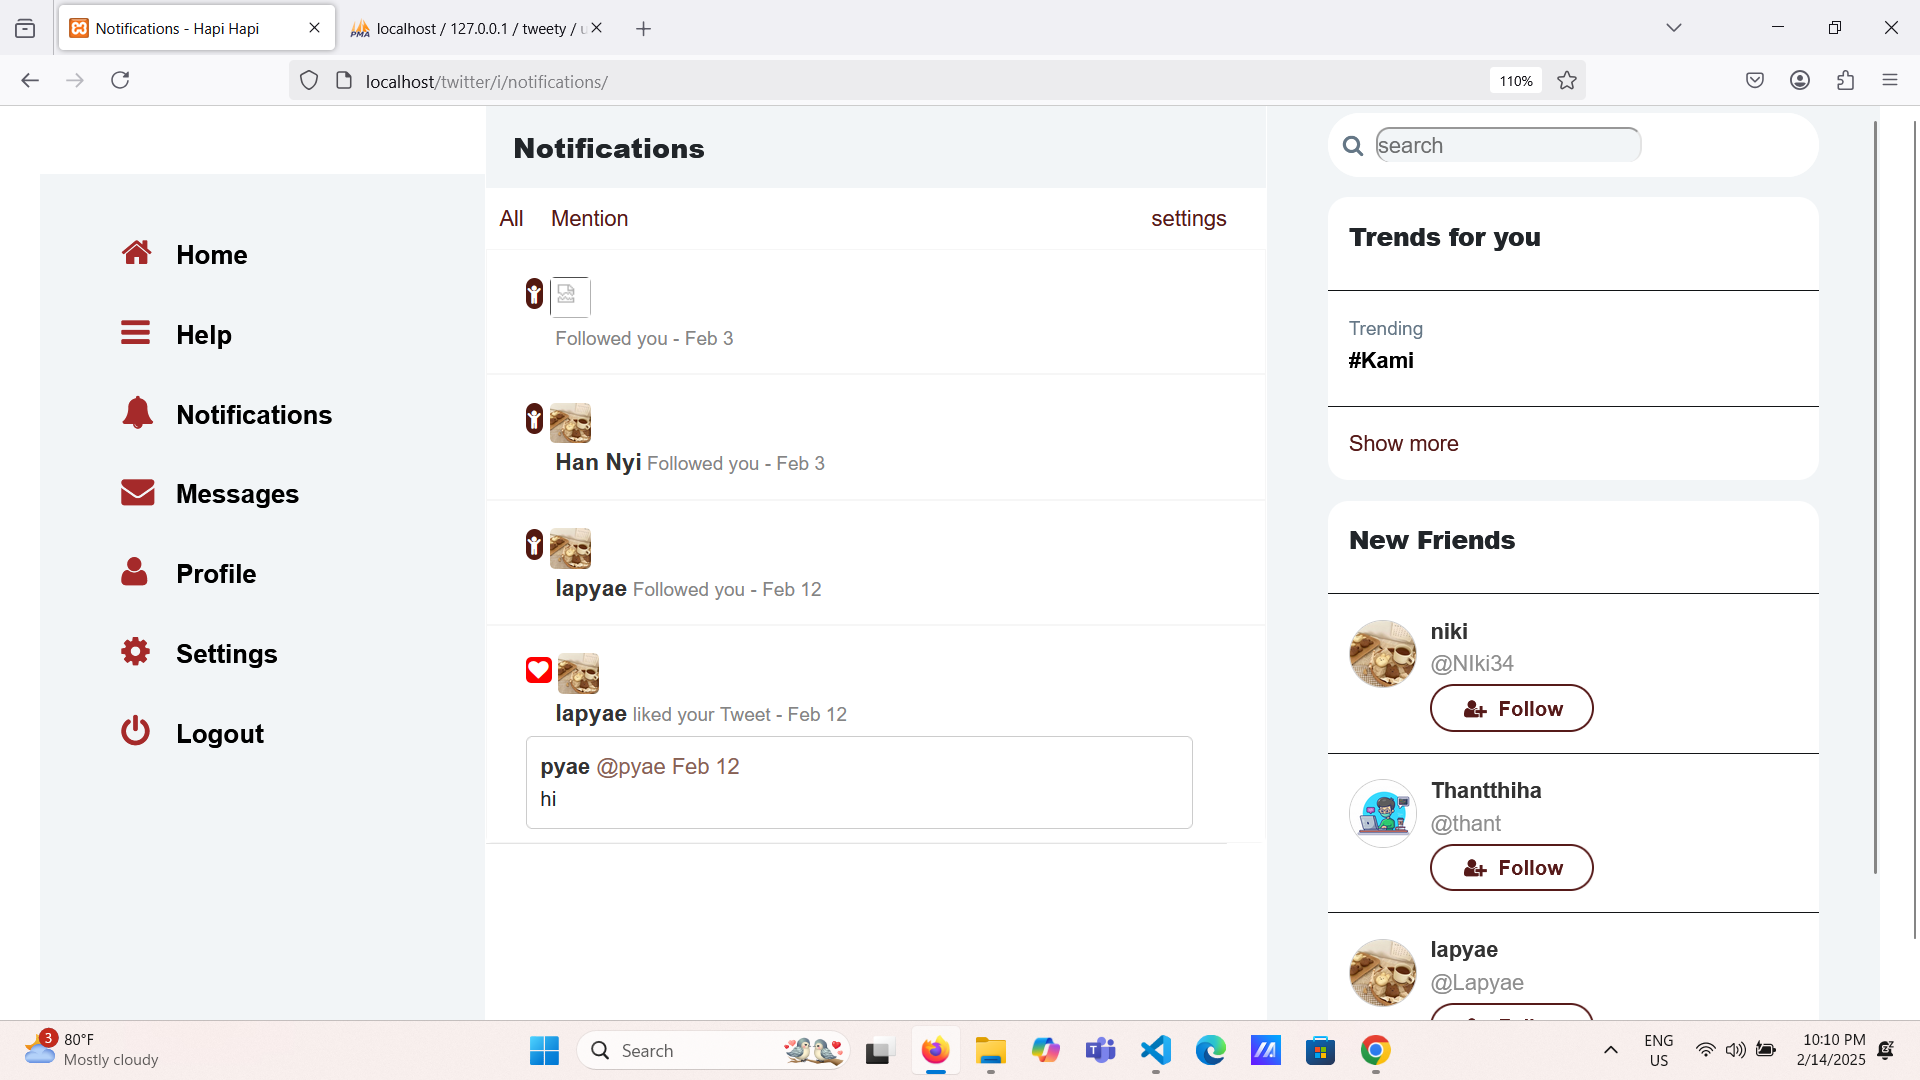 Notifications - Hapi Hapi
localhost / 127.0.0.1 / tweety /
localhost/twitter/i/notifications/
110%
Home
Help
Notifications
Messages
Profile
Settings
Logout
Notifications
All Mention settings
Followed you - Feb 3
Han Nyi Followed you - Feb 3
lapyae Followed you - Feb 12
lapyae liked your Tweet - Feb 12
pyae @pyae Feb 12
hi
search
Trends for you
Trending
#Kami
Show more
New Friends
niki
@NIki34
Follow
Thantthiha
@thant
Follow
lapyae
@Lapyae
3
80°F
Mostly cloudy
Search
ENG
US
10:10 PM
2/14/2025